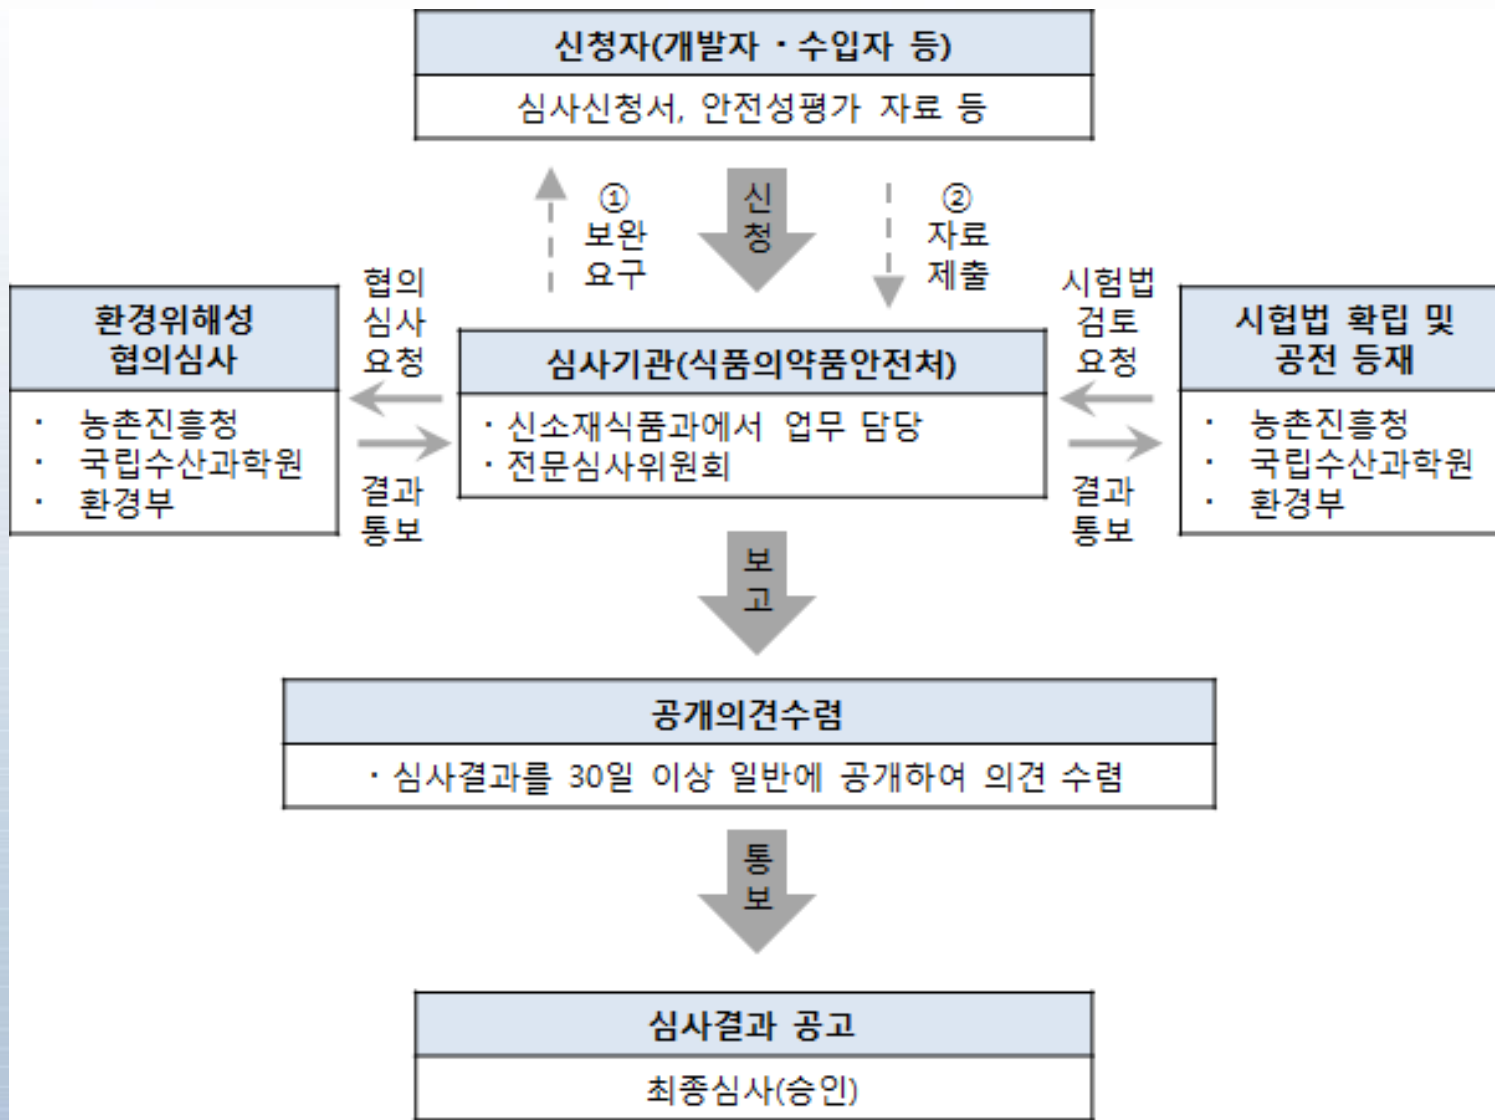 신청자(개발자 · 수입자 등)
심사신청서, 안전성평가 자료 등
①
보완
요구
신
청
②
자료
제출
환경위해성
협의심사
· 농촌진흥청
· 국립수산과학원
· 환경부
협의
심사
요청
결과
통보
심사기관(식품의약품안전처)
· 신소재식품과에서 업무 담당
· 전문심사위원회
시험법
검토
요청
결과
통보
시험법 확립 및
공전 등재
· 농촌진흥청
· 국립수산과학원
· 환경부
보
고
공개의견수렴
· 심사결과를 30일 이상 일반에 공개하여 의견 수렴
통
보
심사결과 공고
최종심사(승인)